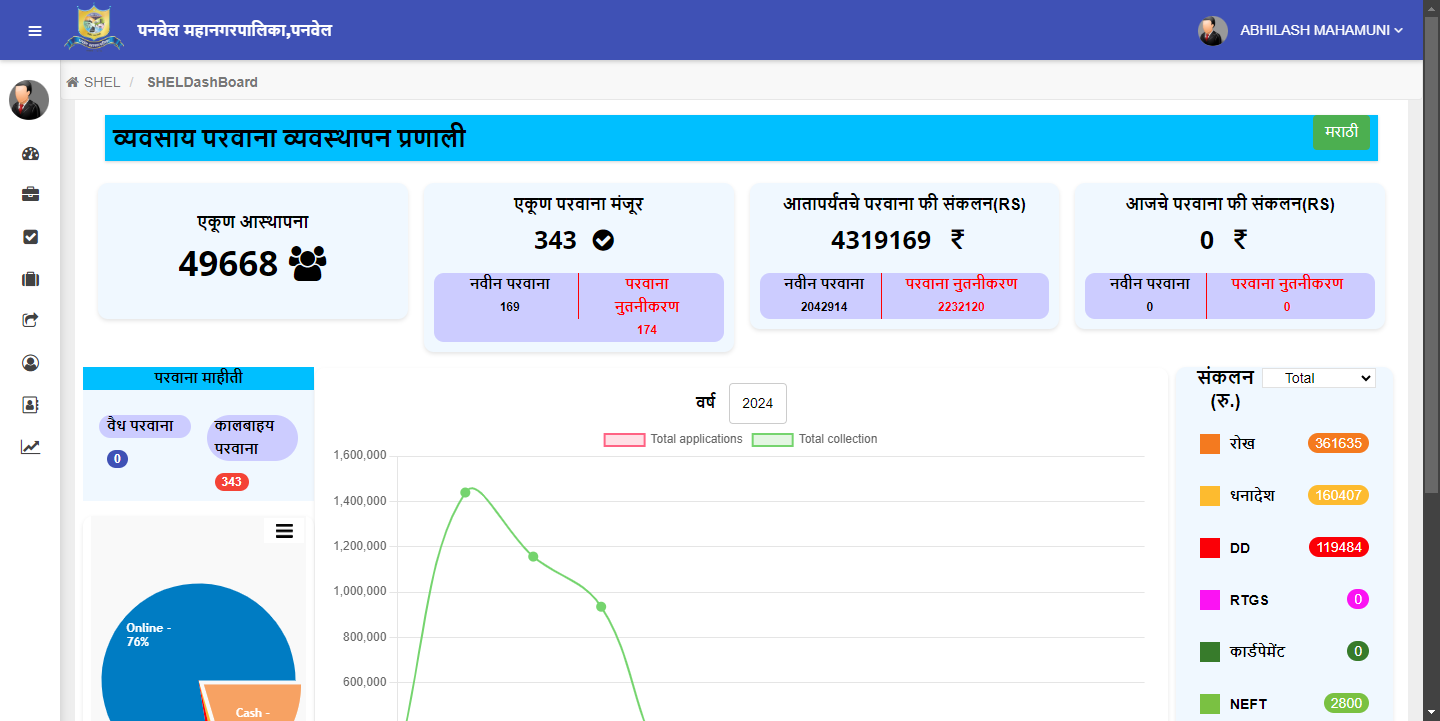 पनवेल महानगरपालिका,पनवेल
ABHILASH MAHAMUNI
SHEL / SHELDashBoard
व्यवसाय परवाना व्यवस्थापन प्रणाली
मराठी
एकूण आस्थापना
49668
एकूण परवाना मंजूर
343
नवीन परवाना
169
परवाना
नुतनीकरण
174
आतापर्यंतचे परवाना फी संकलन(RS)
4319169 ₹
नवीन परवाना
2042914
परवाना नुतनीकरण
2232120
आजचे परवाना फी संकलन(RS)
0 ₹
नवीन परवाना
0
परवाना नुतनीकरण
0
परवाना माहीती
वैध परवाना
0
कालबाहय
परवाना
343
Online -
76%
Cash -
वर्ष 2024
Total applications Total collection
1,600,000
1,400,000
1,200,000
1,000,000
800,000
600,000
संकलन
(रु.)
Total
रोख 361635
धनादेश 160407
DD 119484
RTGS 0
कार्डपेमेंट 0
NEFT 2800